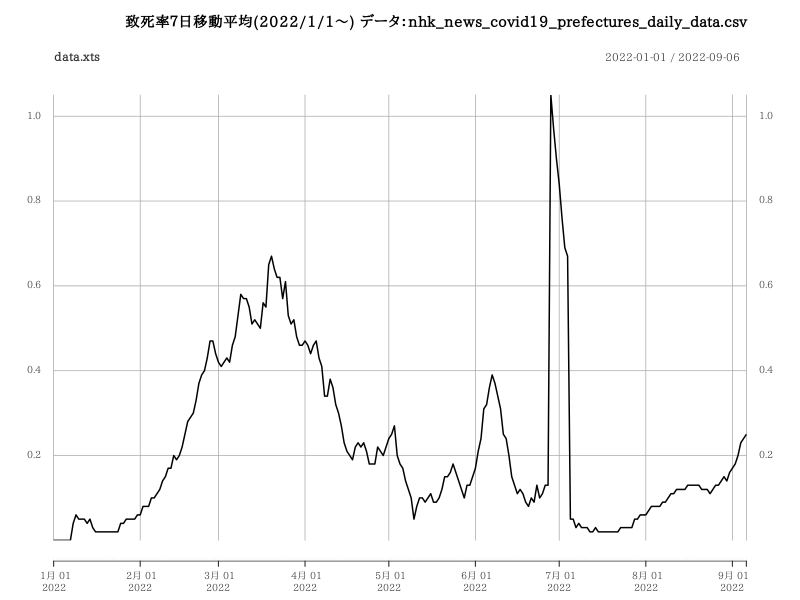 致死率7日移動平均(2022/1/1〜) データ:nhk_news_covid19_prefectures_daily_data.csv
data.xts 2022-01-01 / 2022-09-06
1.0 1.0
0.8 0.8
0.6 0.6
0.4 0.4
0.2 0.2
1月 01 2月 01 3月 01 4月 01 5月 01 6月 01 7月 01 8月 01 9月 01
2022 2022 2022 2022 2022 2022 2022 2022 2022